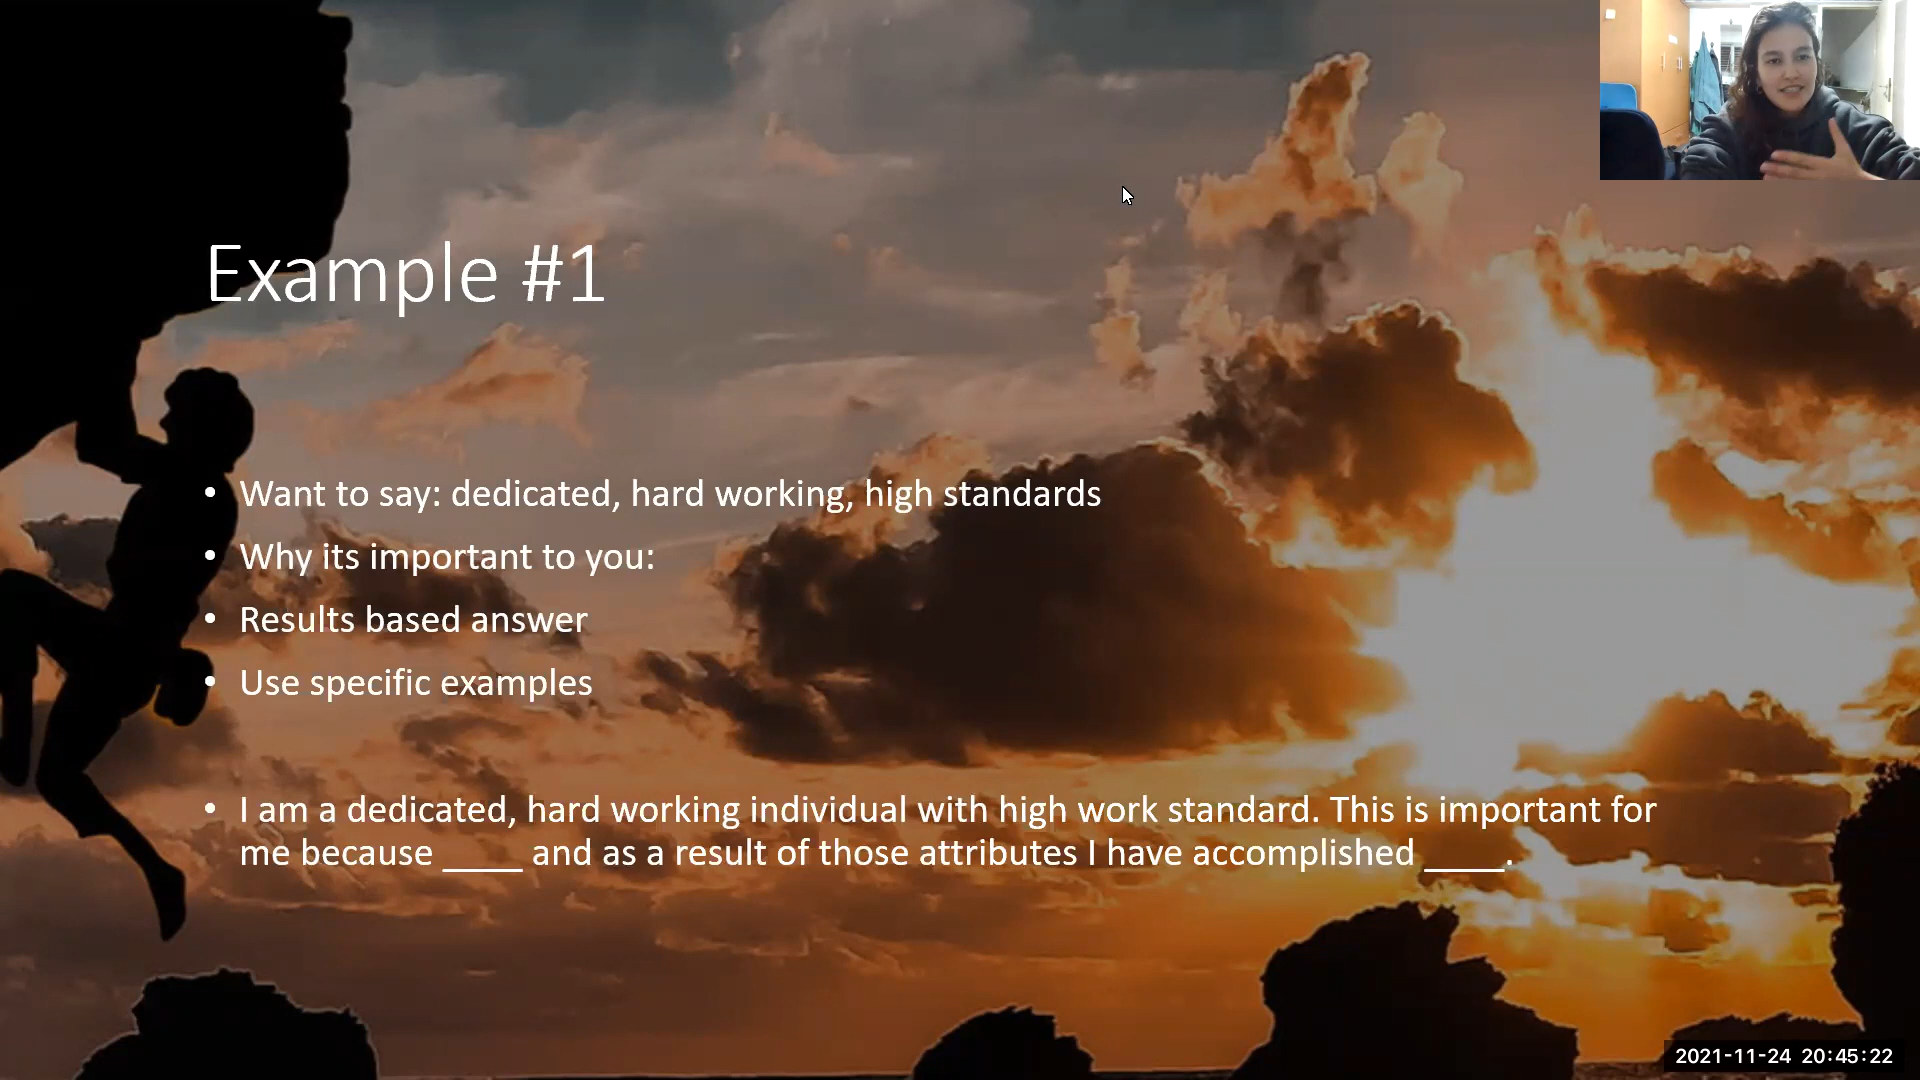 Example #1
• Want to say: dedicated, hard working, high standards
• Why its important to you:
• Results based answer
• Use specific examples
• I am a dedicated, hard working individual with high work standard. This is important for
me because ____ and as a result of those attributes I have accomplished ____.
2021-11-24 20:45:22